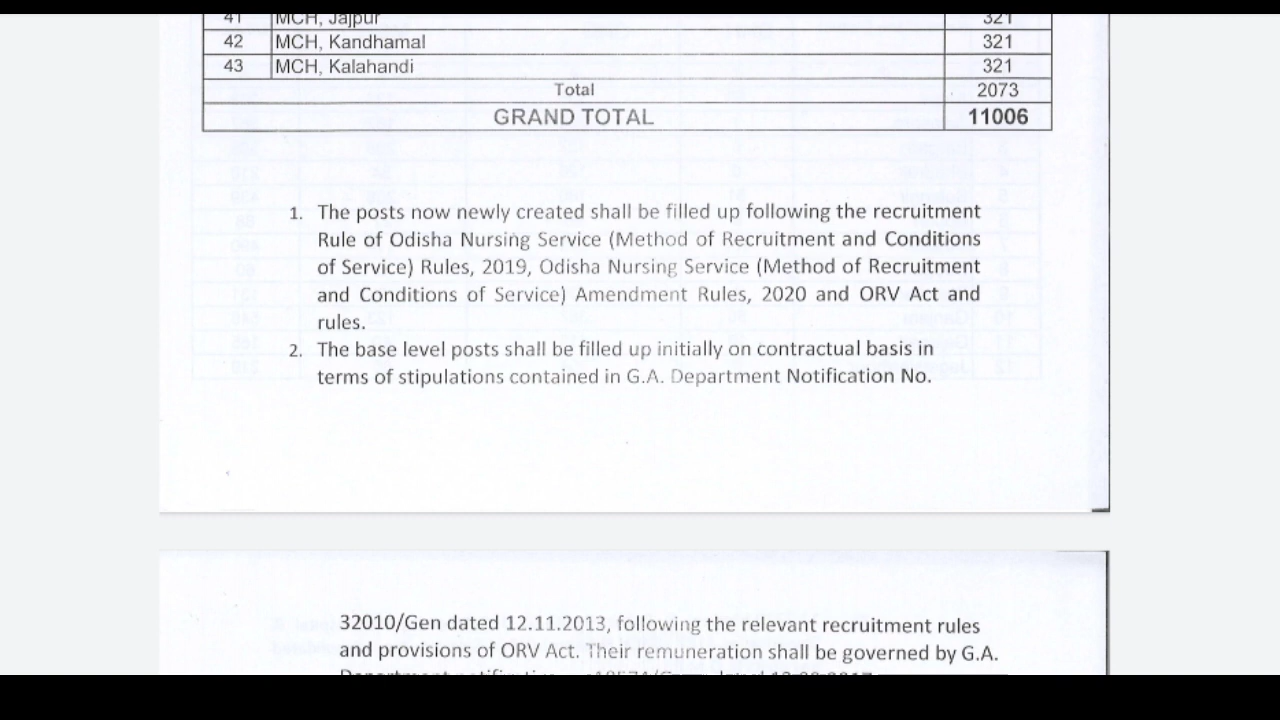 41 MCH, Jajpur 321
42 MCH, Kandhamal 321
43 MCH, Kalahandi 321
Total 2073
GRAND TOTAL 11006
1. The posts now newly created shall be filled up following the recruitment
Rule of Odisha Nursing Service (Method of Recruitment and Conditions
of Service) Rules, 2019, Odisha Nursing Service (Method of Recruitment
and Conditions of Service) Amendment Rules, 2020 and ORV Act and
rules.
2. The base level posts shall be filled up initially on contractual basis in
terms of stipulations contained in G.A. Department Notification No.
32010/Gen dated 12.11.2013, following the relevant recruitment rules
and provisions of ORV Act. Their remuneration shall be governed by G.A.